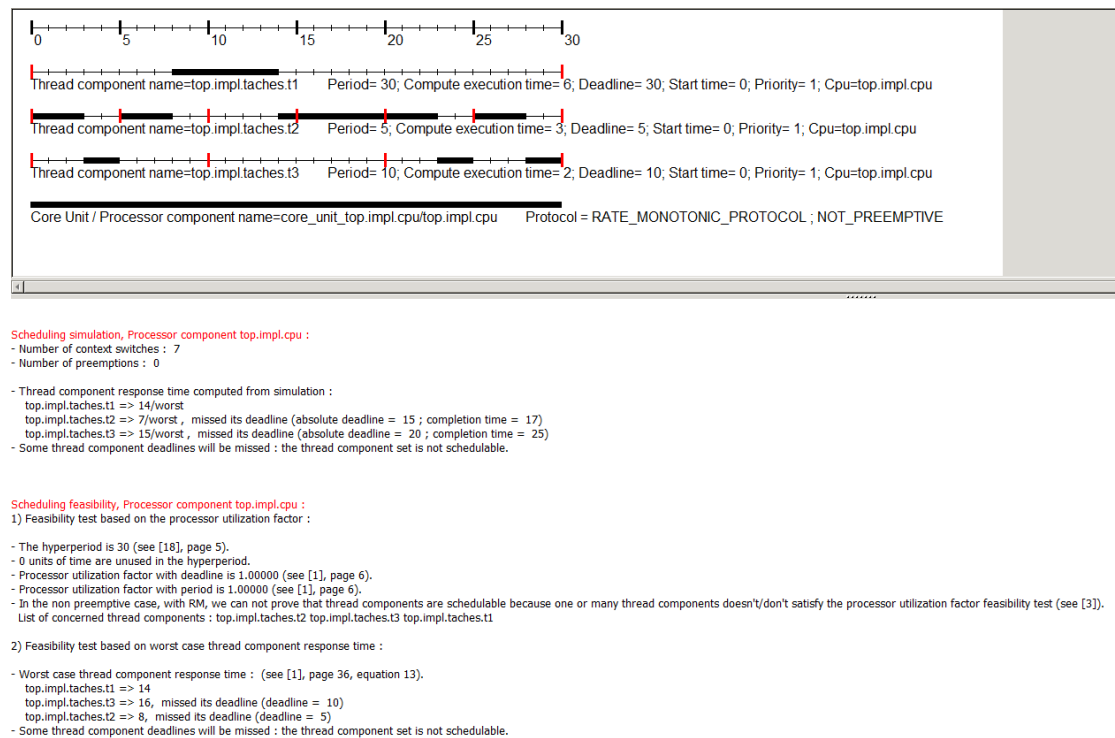 0 5 10 15 20 25 30
Thread component name=top.impl.taches.t1 Period= 30; Compute execution time= 6; Deadline= 30; Start time= 0; Priority= 1; Cpu=top.impl.cpu
Thread component name=top.impl.taches.t2 Period= 5; Compute execution time= 3; Deadline= 5; Start time= 0; Priority= 1; Cpu=top.impl.cpu
Thread component name=top.impl.taches.t3 Period= 10; Compute execution time= 2; Deadline= 10; Start time= 0; Priority= 1; Cpu=top.impl.cpu
Core Unit / Processor component name=core_unit_top.impl.cpu/top.impl.cpu Protocol = RATE_MONOTONIC_PROTOCOL ; NOT_PREEMPTIVE
Scheduling simulation, Processor component top.impl.cpu :
- Number of context switches : 7
- Number of preemptions : 0
- Thread component response time computed from simulation :
top.impl.taches.t1 => 14/worst
top.impl.taches.t2 => 7/worst , missed its deadline (absolute deadline = 15 ; completion time = 17)
top.impl.taches.t3 => 15/worst , missed its deadline (absolute deadline = 20 ; completion time = 25)
- Some thread component deadlines will be missed : the thread component set is not schedulable.
Scheduling feasibility, Processor component top.impl.cpu :
1) Feasibility test based on the processor utilization factor :
- The hyperperiod is 30 (see [18], page 5).
- 0 units of time are unused in the hyperperiod.
- Processor utilization factor with deadline is 1.00000 (see [1], page 6).
- Processor utilization factor with period is 1.00000 (see [1], page 6).
- In the non preemptive case, with RM, we can not prove that thread components are schedulable because one or many thread components doesn't/don't satisfy the processor utilization factor feasibility test (see [3]).
List of concerned thread components : top.impl.taches.t2 top.impl.taches.t3 top.impl.taches.t1
2) Feasibility test based on worst case thread component response time :
- Worst case thread component response time : (see [1], page 36, equation 13).
top.impl.taches.t1 => 14
top.impl.taches.t3 => 16, missed its deadline (deadline = 10)
top.impl.taches.t2 => 8, missed its deadline (deadline = 5)
- Some thread component deadlines will be missed : the thread component set is not schedulable.